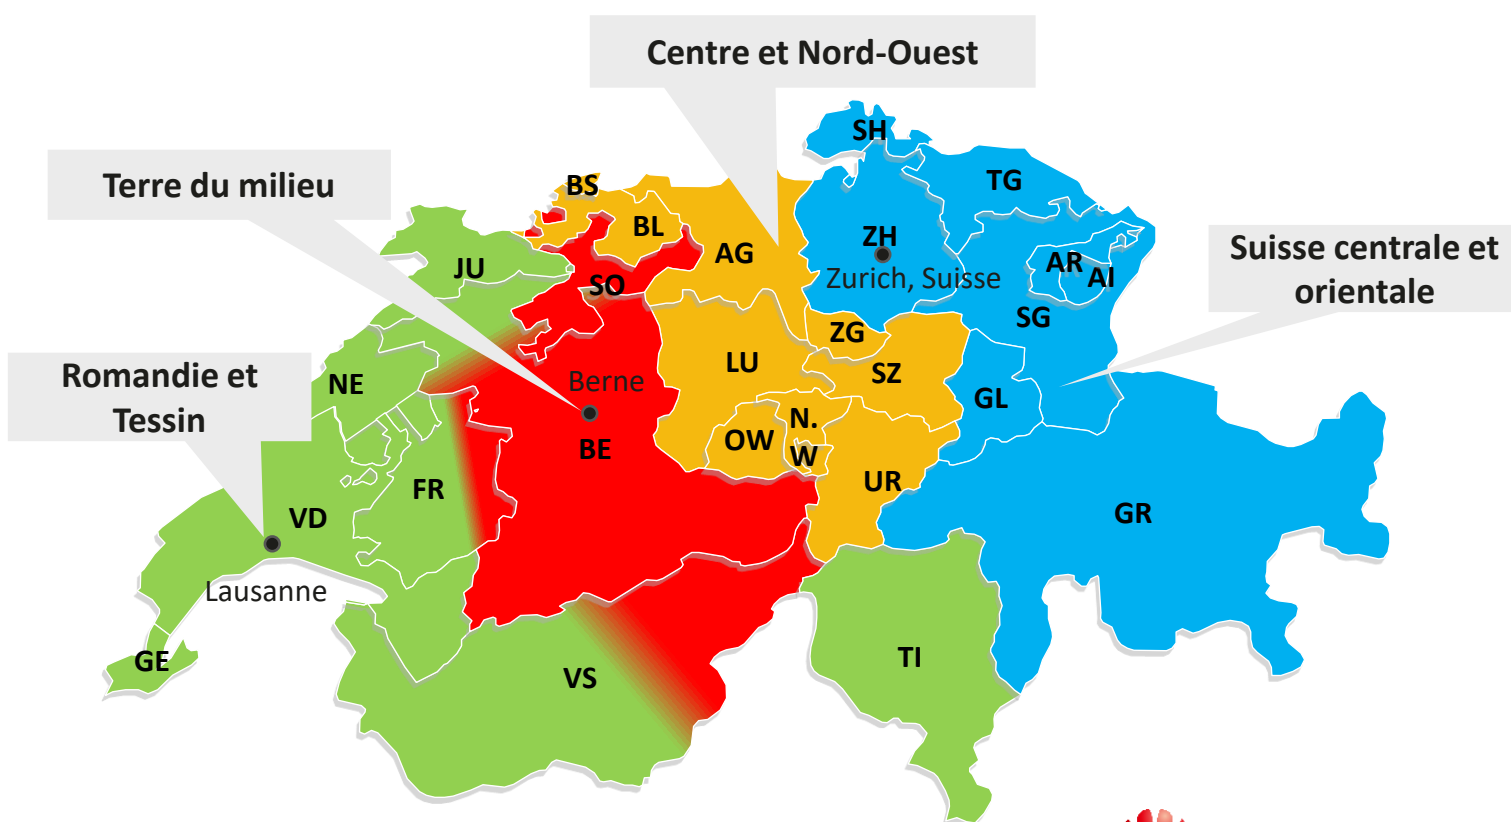 Centre et Nord-Ouest
SH
Terre du milieu
BS
TG
BL
ZH
AG
Suisse centrale et
orientale
JU
AR
AI
SO
Zurich, Suisse
SG
ZG
Romandie et
Tessin
NE
LU
SZ
Berne
GL
N.
W
OW
BE
UR
FR
VD
GR
Lausanne
GE
VS
TI